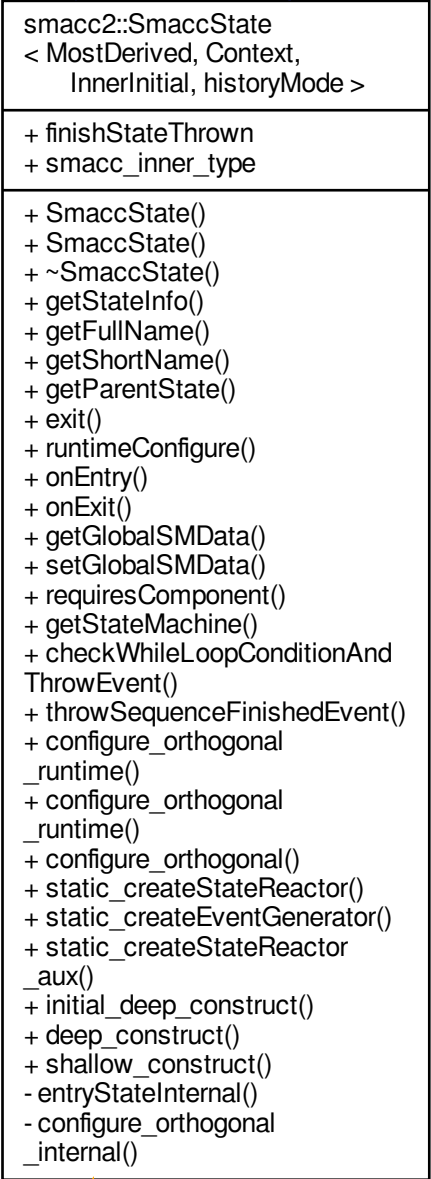 smacc2::SmaccState
< MostDerived, Context,
InnerInitial, historyMode >
+ finishStateThrown
+ smacc_inner_type
+ SmaccState()
+ SmaccState()
+ ~SmaccState()
+ getStateInfo()
+ getFullName()
+ getShortName()
+ getParentState()
+ exit()
+ runtimeConfigure()
+ onEntry()
+ onExit()
+ getGlobalSMData()
+ setGlobalSMData()
+ requiresComponent()
+ getStateMachine()
+ checkWhileLoopConditionAnd
ThrowEvent()
+ throwSequenceFinishedEvent()
+ configure_orthogonal
_runtime()
+ configure_orthogonal
_runtime()
+ configure_orthogonal()
+ static_createStateReactor()
+ static_createEventGenerator()
+ static_createStateReactor
_aux()
+ initial_deep_construct()
+ deep_construct()
+ shallow_construct()
- entryStateInternal()
- configure_orthogonal
_internal()